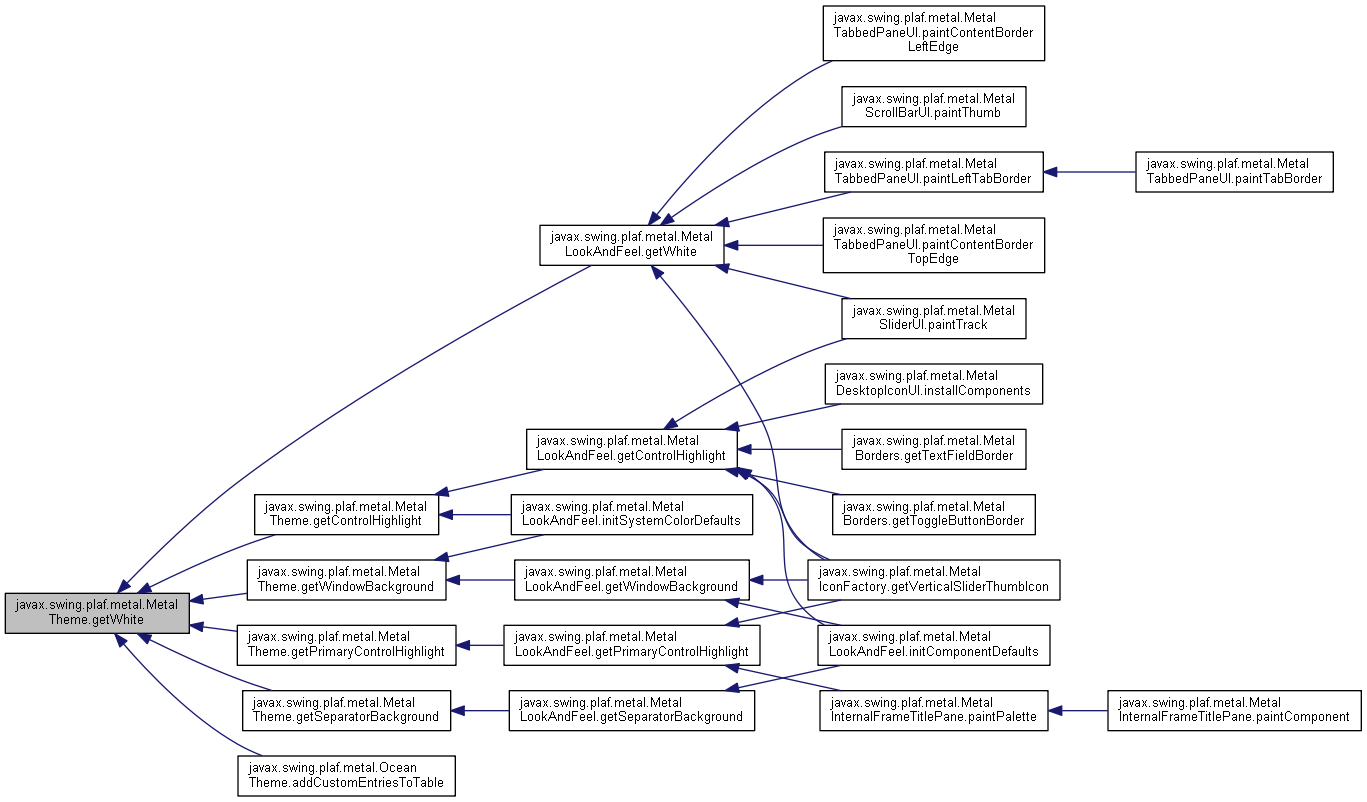 javax.swing.plaf.metal.Metal
TabbedPaneUI.paintContentBorder
LeftEdge
javax.swing.plaf.metal.Metal
ScrollBarUI.paintThumb
javax.swing.plaf.metal.Metal
TabbedPaneUI.paintLeftTabBorder
javax.swing.plaf.metal.Metal
TabbedPaneUI.paintTabBorder
javax.swing.plaf.metal.Metal
LookAndFeel.getWhite
javax.swing.plaf.metal.Metal
TabbedPaneUI.paintContentBorder
TopEdge
javax.swing.plaf.metal.Metal
SliderUI.paintTrack
javax.swing.plaf.metal.Metal
DesktopIconUI.installComponents
javax.swing.plaf.metal.Metal
LookAndFeel.getControlHighlight
javax.swing.plaf.metal.Metal
Borders.getTextFieldBorder
javax.swing.plaf.metal.Metal
Theme.getControlHighlight
javax.swing.plaf.metal.Metal
LookAndFeel.initSystemColorDefaults
javax.swing.plaf.metal.Metal
Borders.getToggleButtonBorder
javax.swing.plaf.metal.Metal
Theme.getWindowBackground
javax.swing.plaf.metal.Metal
LookAndFeel.getWindowBackground
javax.swing.plaf.metal.Metal
IconFactory.getVerticalSliderThumbIcon
javax.swing.plaf.metal.Metal
Theme.getWhite
javax.swing.plaf.metal.Metal
Theme.getPrimaryControlHighlight
javax.swing.plaf.metal.Metal
LookAndFeel.getPrimaryControlHighlight
javax.swing.plaf.metal.Metal
LookAndFeel.initComponentDefaults
javax.swing.plaf.metal.Metal
Theme.getSeparatorBackground
javax.swing.plaf.metal.Metal
LookAndFeel.getSeparatorBackground
javax.swing.plaf.metal.Metal
InternalFrameTitlePane.paintPalette
javax.swing.plaf.metal.Metal
InternalFrameTitlePane.paintComponent
javax.swing.plaf.metal.Ocean
Theme.addCustomEntriesToTable